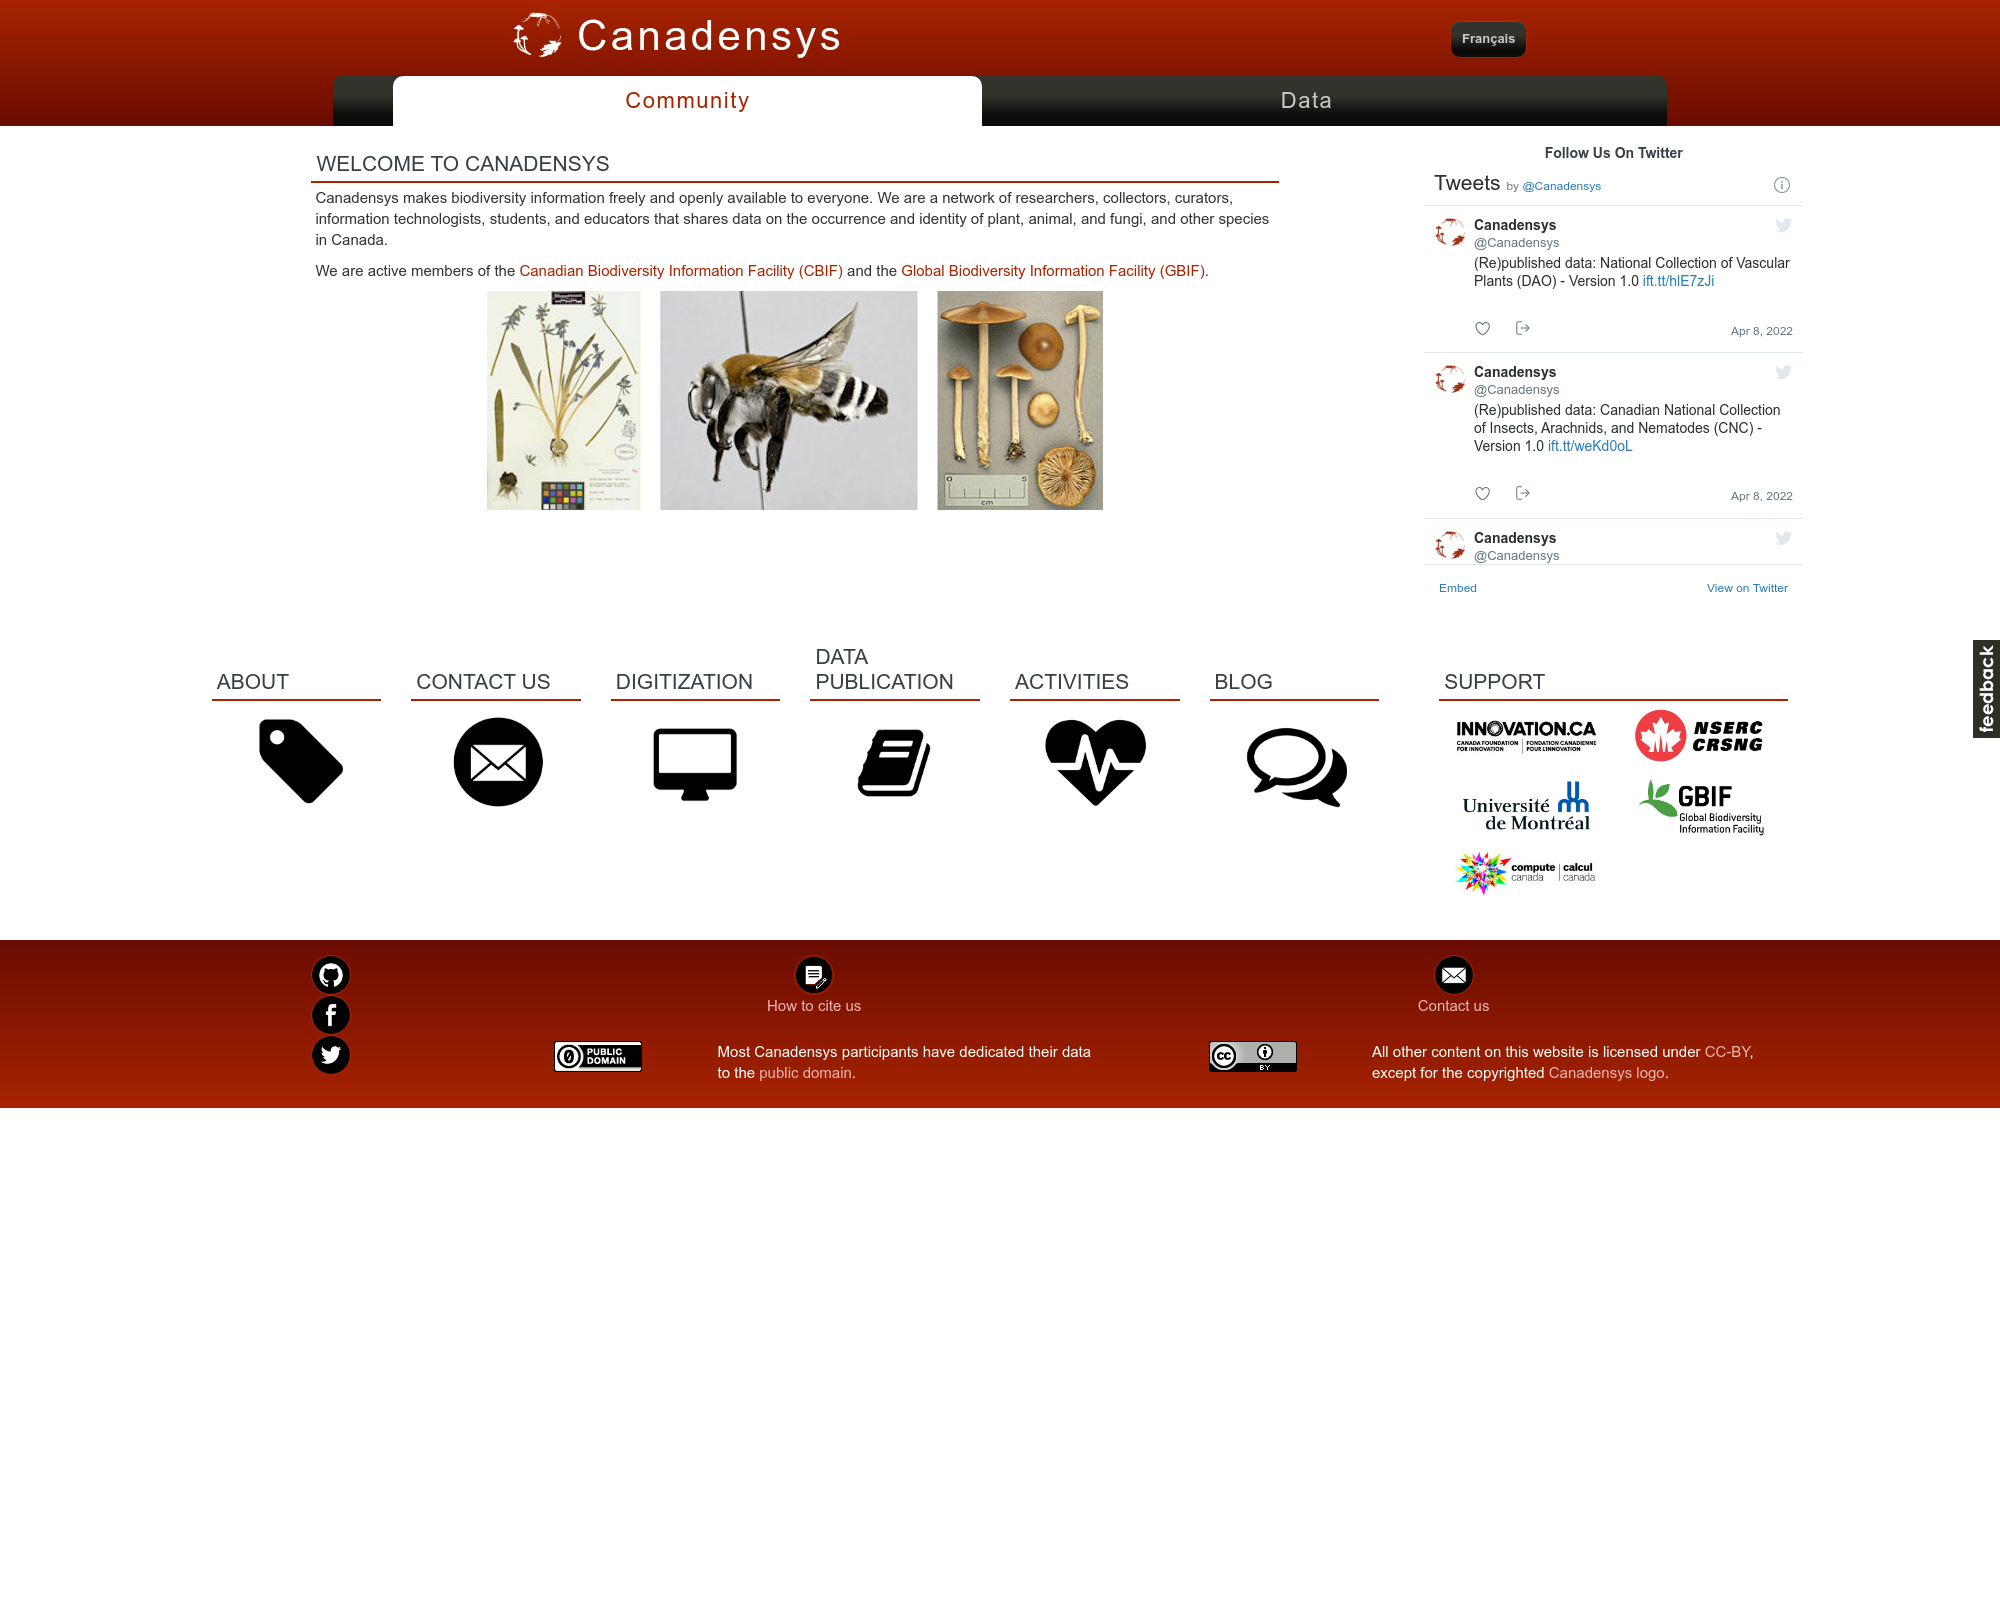 Canadensys
Français
Community
Data
WELCOME TO CANADENSYS
Canadensys makes biodiversity information freely and openly available to everyone. We are a network of researchers, collectors, curators,
information technologists, students, and educators that shares data on the occurrence and identity of plant, animal, and fungi, and other species
in Canada.
We are active members of the Canadian Biodiversity Information Facility (CBIF) and the Global Biodiversity Information Facility (GBIF).
0 5
cm
Follow Us On Twitter
Tweets by @Canadensys
Canadensys
@Canadensys
(Re)published data: National Collection of Vascular
Plants (DAO) - Version 1.0 ift.tt/hlE7zJi
Apr 8, 2022
Canadensys
@Canadensys
(Re)published data: Canadian National Collection
of Insects, Arachnids, and Nematodes (CNC) -
Version 1.0 ift.tt/weKd0oL
Apr 8, 2022
Canadensys
@Canadensys
Embed
View on Twitter
feedback
ABOUT
CONTACT US
DIGITIZATION
DATA
PUBLICATION
ACTIVITIES
BLOG
SUPPORT
INNOVATION.CA
CANADA FOUNDATION
FOR INNOVATION
FONDATION CANADIENNE
POUR L'INNOVATION
NSERC
CRSNG
Université
de Montréal
GBIF
Global Biodiversity
Information Facility
compute
canada
calcul
canada
How to cite us
Contact us
PUBLIC
DOMAIN
Most Canadensys participants have dedicated their data
to the public domain.
cc
BY
All other content on this website is licensed under CC-BY,
except for the copyrighted Canadensys logo.